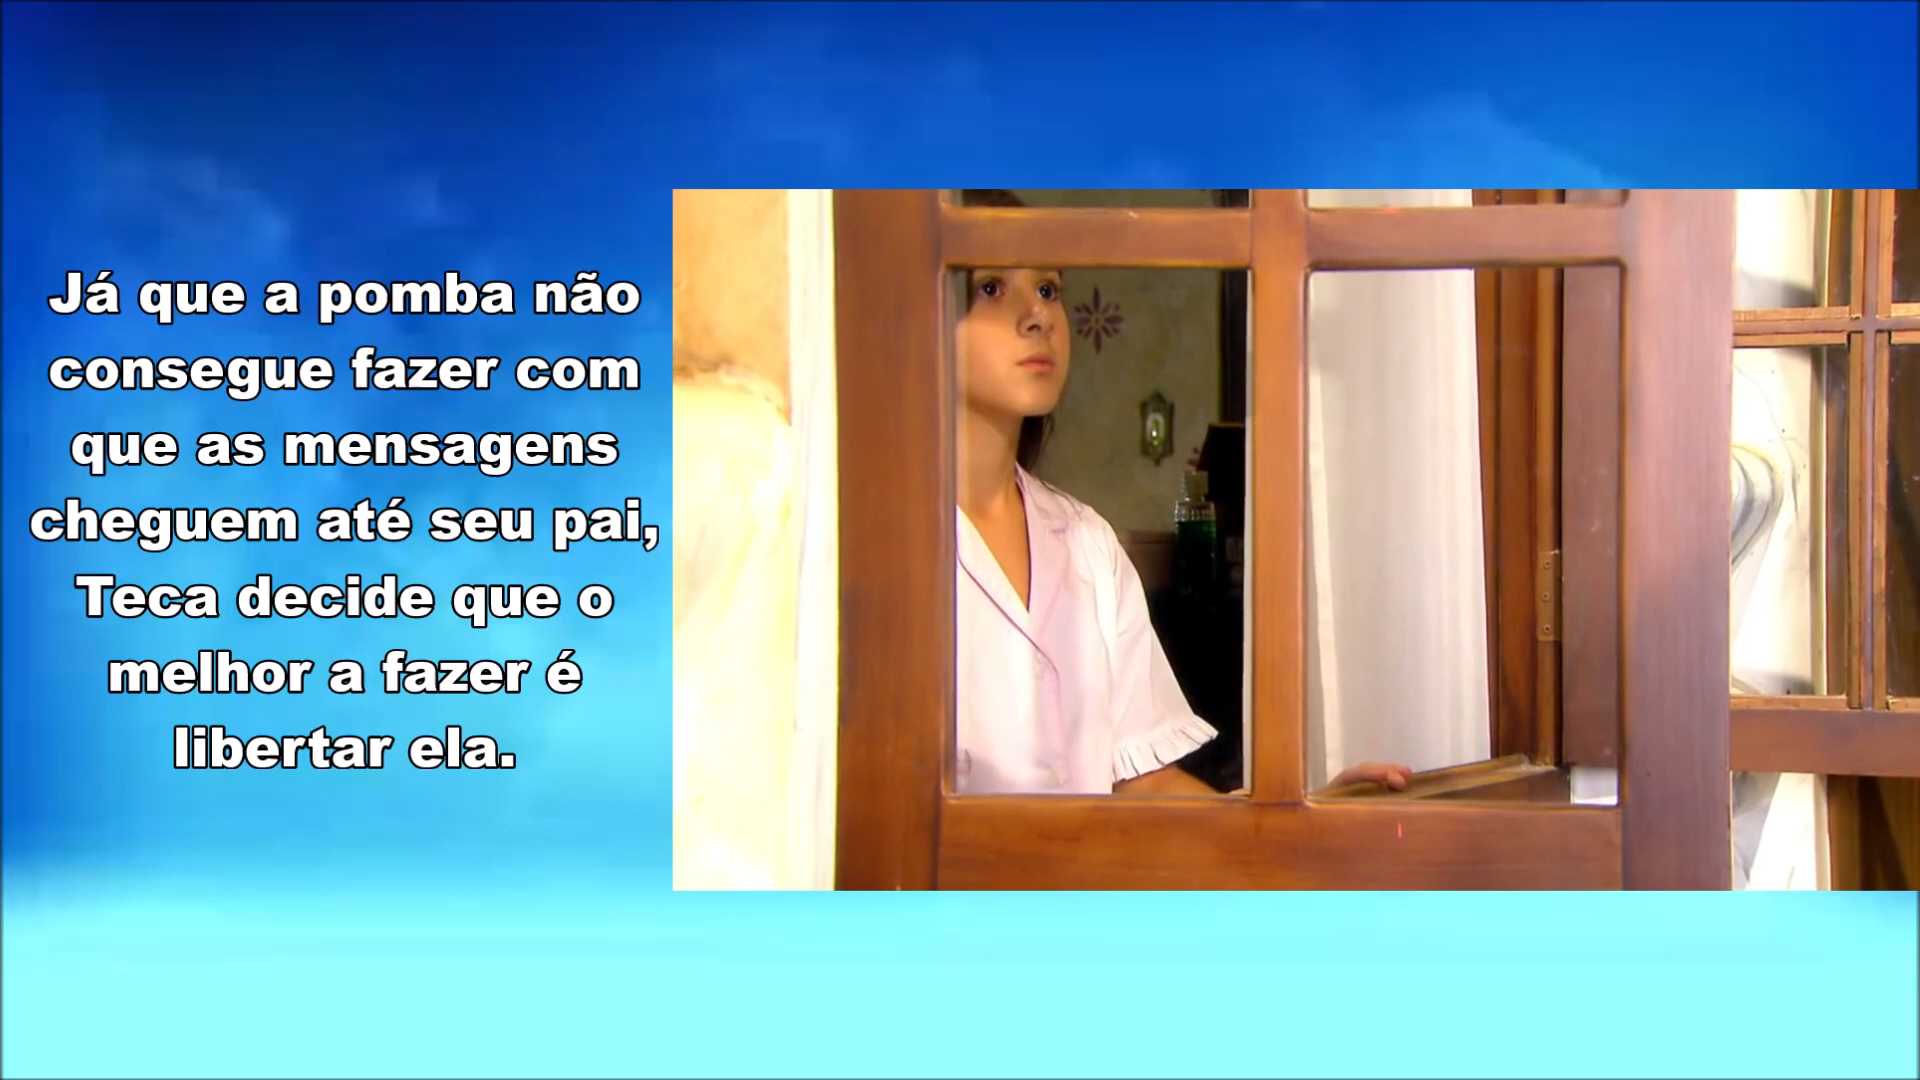 Já que a pomba não
consegue fazer com
que as mensagens
cheguem até seu pai,
Teca decide que o
melhor a fazer é
libertar ela.